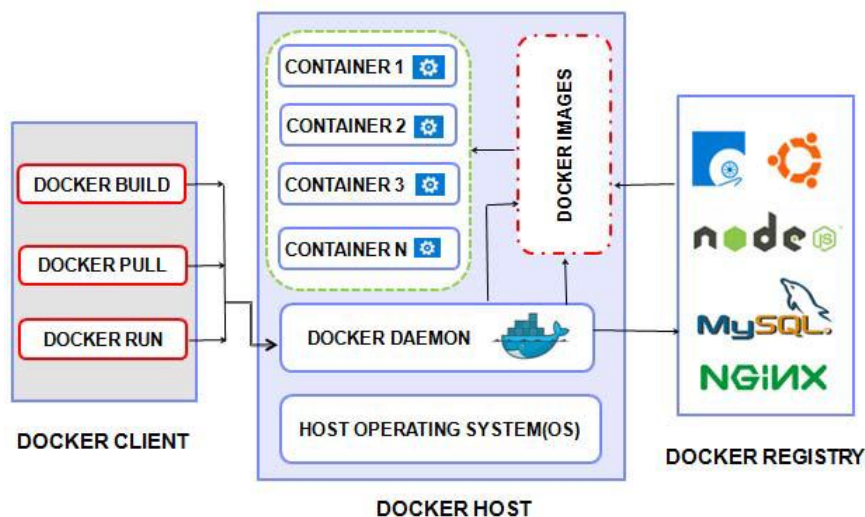 DOCKER BUILD
DOCKER PULL
DOCKER RUN
DOCKER CLIENT
CONTAINER 1
CONTAINER 2
CONTAINER 3
CONTAINER N
DOCKER IMAGES
DOCKER DAEMON
HOST OPERATING SYSTEM(OS)
DOCKER HOST
node JS
MySQL
NGINX
DOCKER REGISTRY